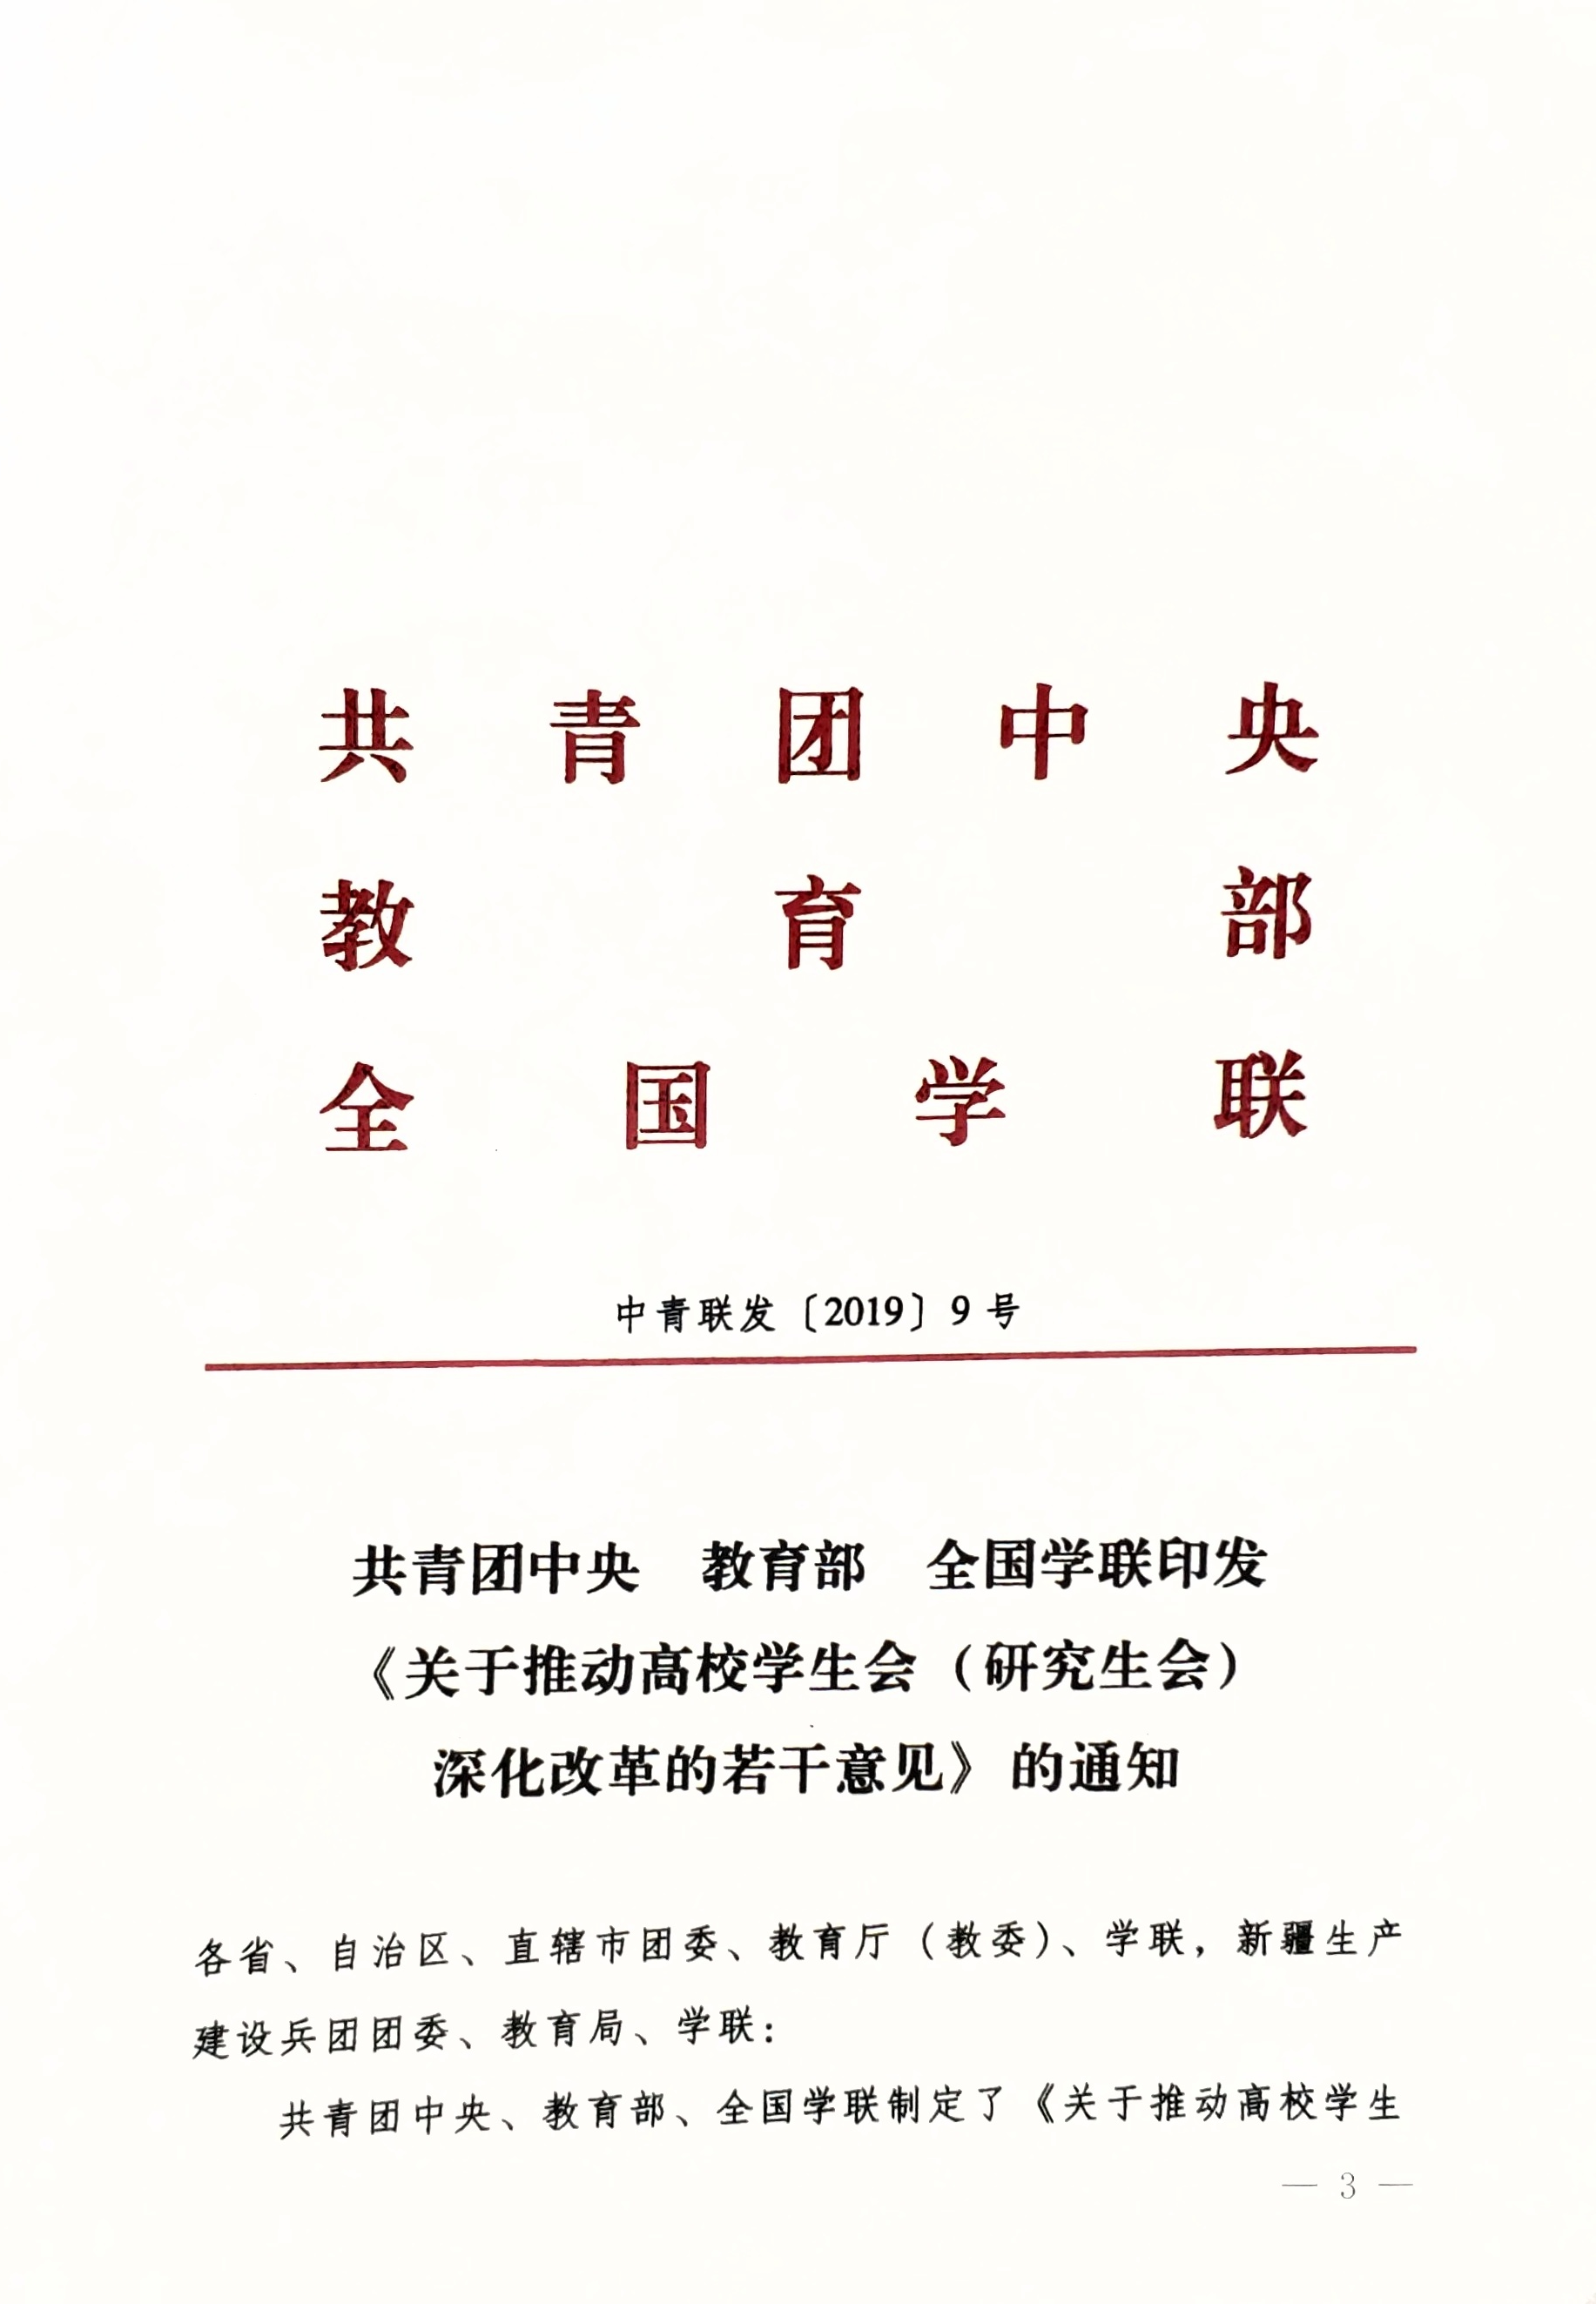 共青团中央
教育部
全国学联
中青联发〔2019〕9号
共青团中央 教育部 全国学联印发
《关于推动高校学生会（研究生会）
深化改革的若干意见》的通知
各省、自治区、直辖市团委、教育厅（教委）、学联，新疆生产
建设兵团团委、教育局、学联：
共青团中央、教育部、全国学联制定了《关于推动高校学生
— 3 —